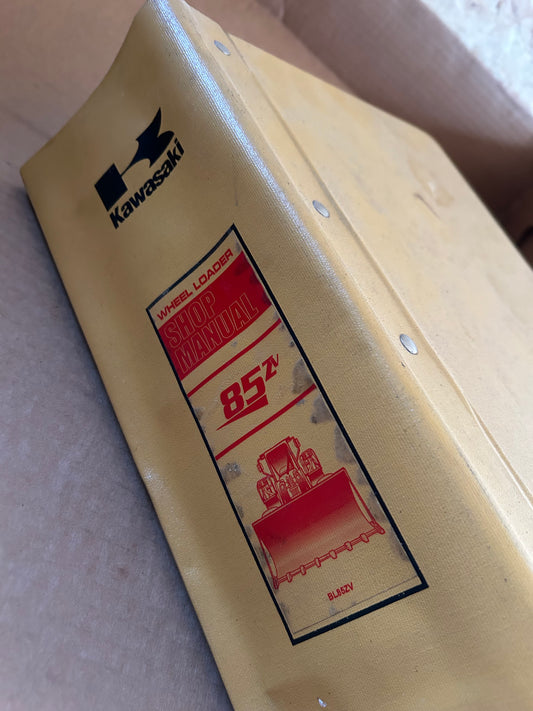 Kawasaki
WHEEL LOADER
SHOP
MANUAL
85ZV
BL85ZV